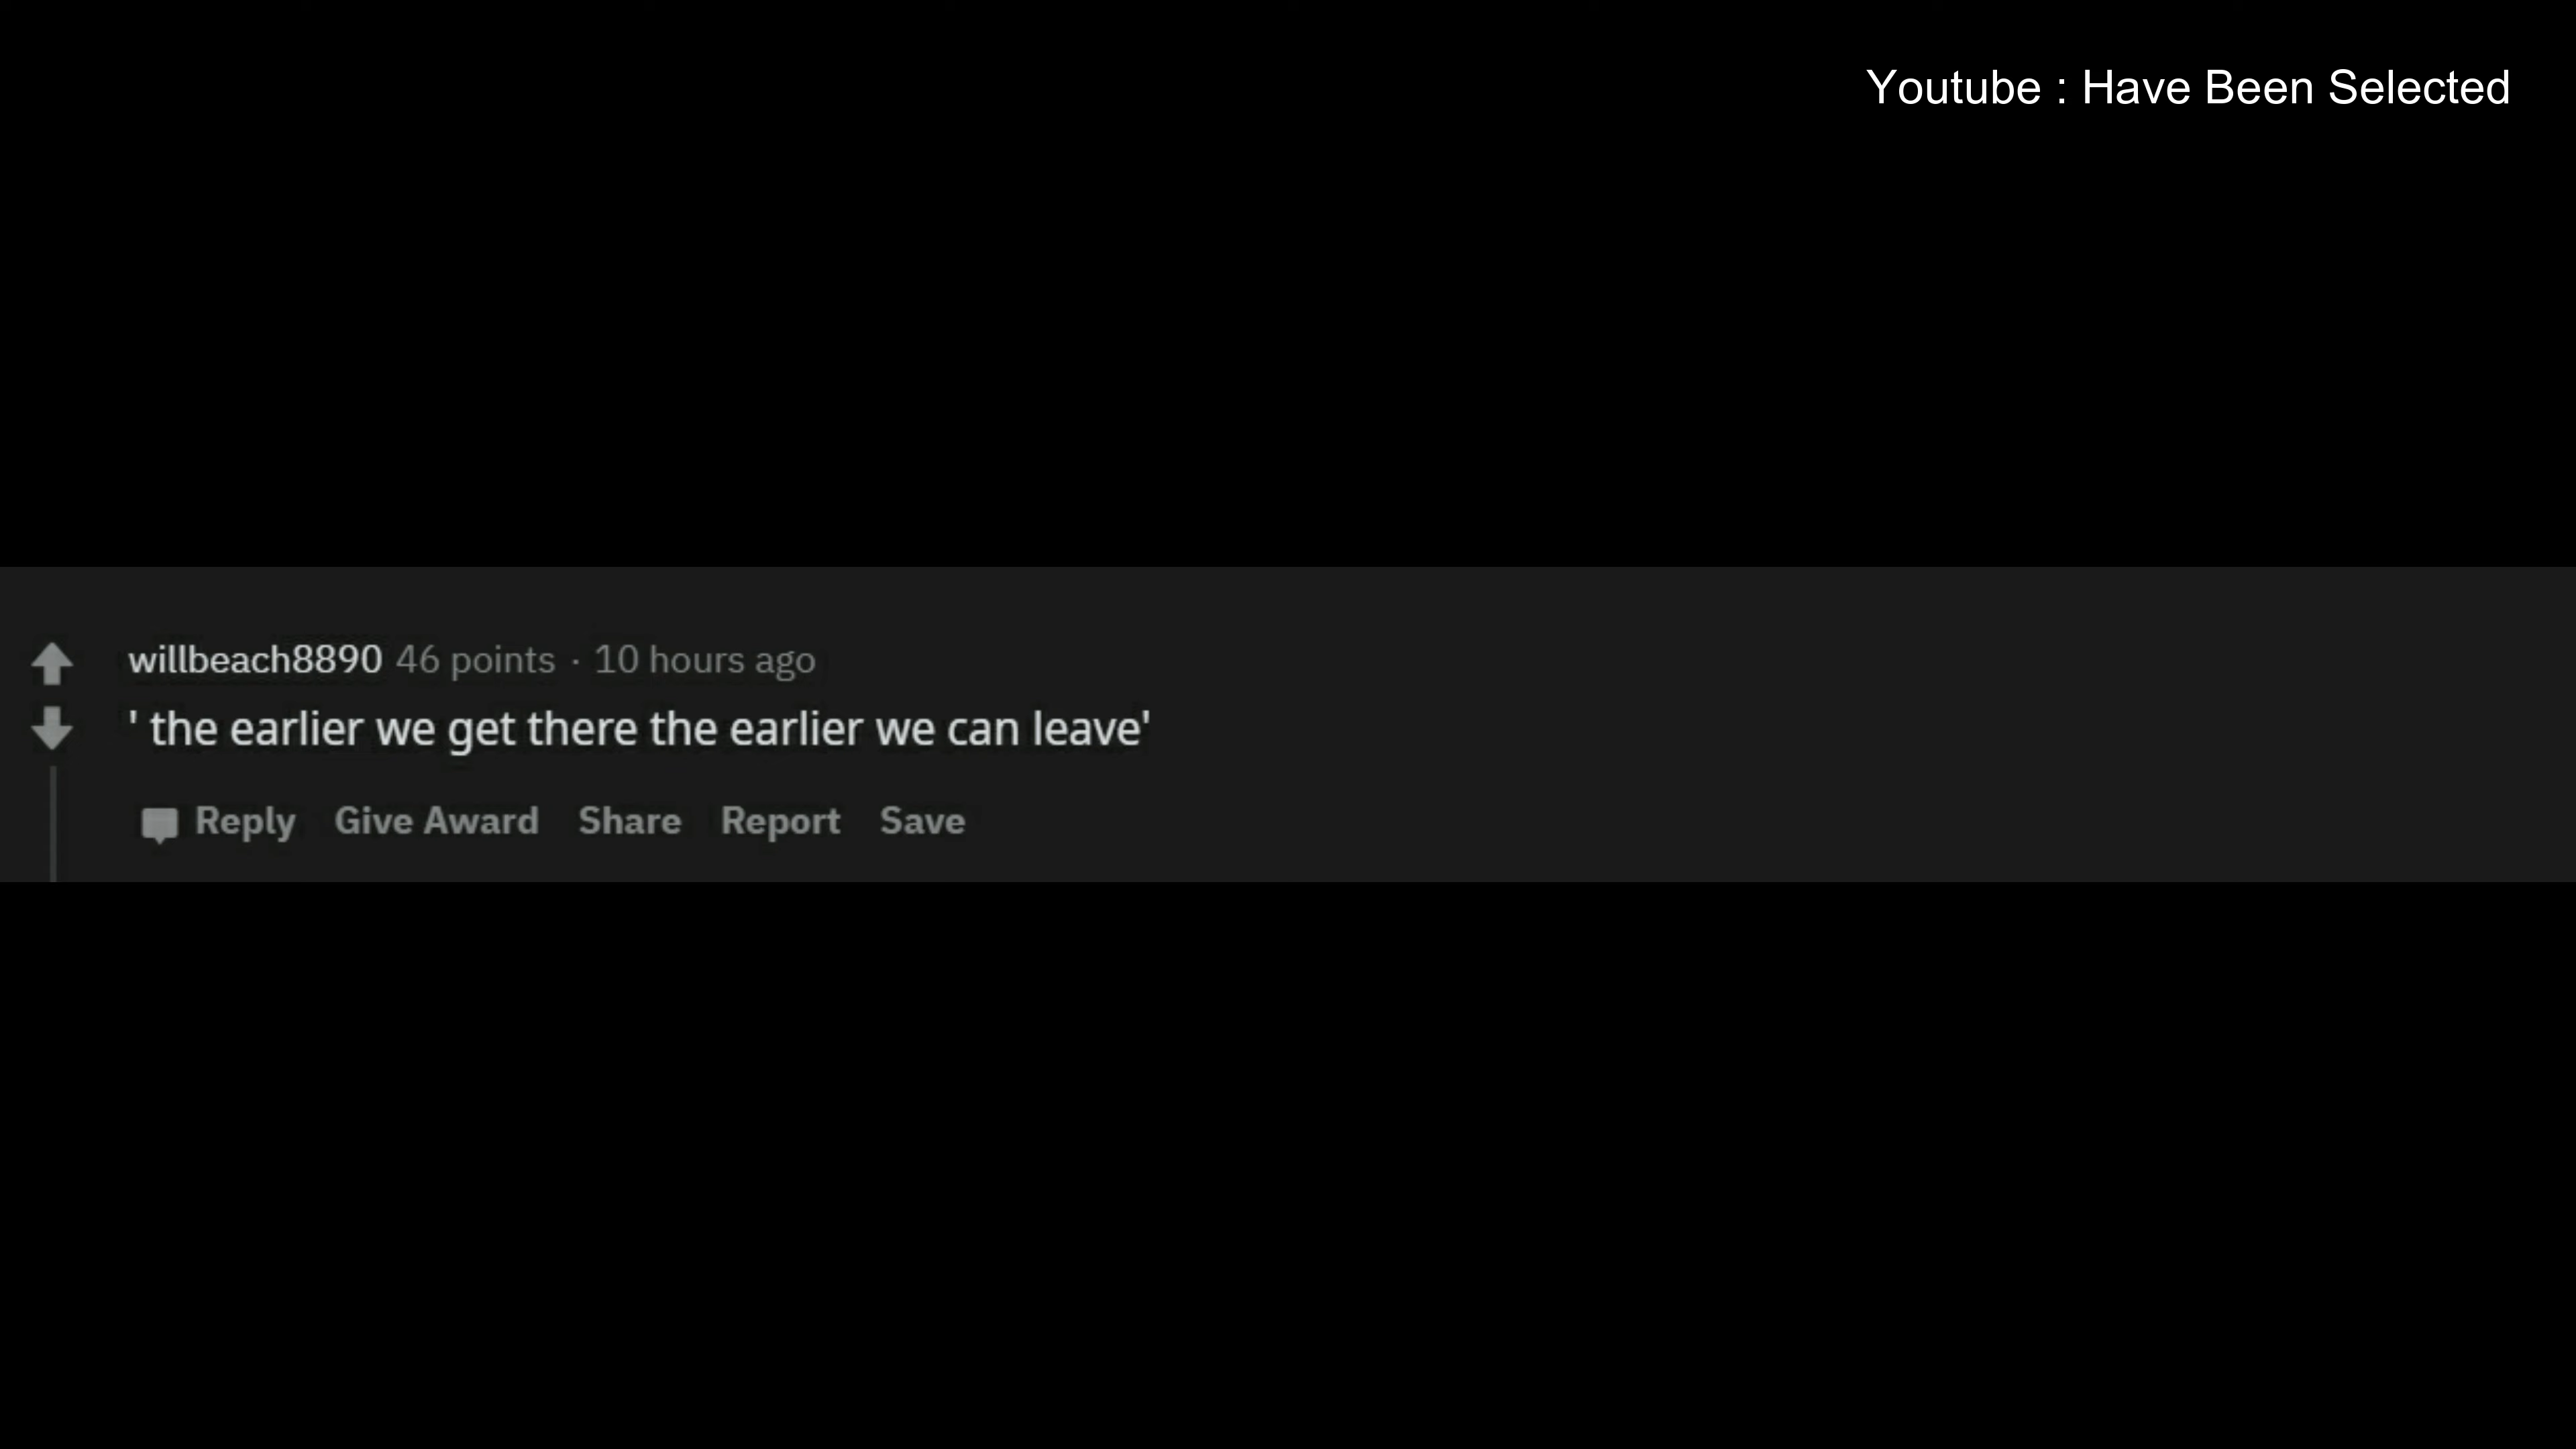 Youtube : Have Been Selected
willbeach8890 46 points · 10 hours ago
' the earlier we get there the earlier we can leave'
Reply Give Award Share Report Save